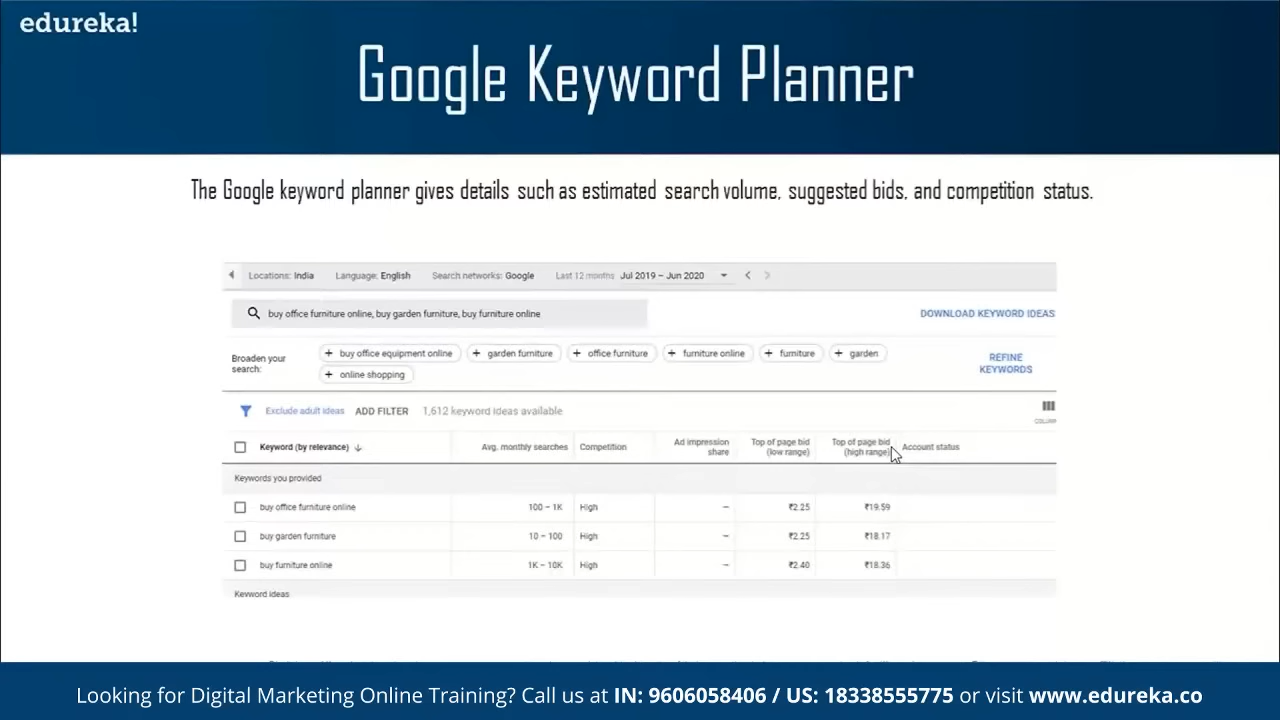 edureka!
Google Keyword Planner
The Google keyword planner gives details such as estimated search volume, suggested bids, and competition status.
Locations: India Language: English Search networks: Google Last 12 months Jul 2019 – Jun 2020
buy office furniture online, buy garden furniture, buy furniture online DOWNLOAD KEYWORD IDEAS
Broaden your search: + buy office equipment online + garden furniture + office furniture + furniture online + furniture + garden
+ online shopping
REFINE KEYWORDS
Exclude adult ideas ADD FILTER 1,612 keyword ideas available
Keyword (by relevance) Avg. monthly searches Competition Ad impression share Top of page bid (low range) Top of page bid (high range) Account status
Keywords you provided
buy office furniture online 100 – 1K High – ₹2.25 ₹19.59
buy garden furniture 10 – 100 High – ₹2.25 ₹18.17
buy furniture online 1K – 10K High – ₹2.40 ₹18.36
Keyword ideas
Looking for Digital Marketing Online Training? Call us at IN: 9606058406 / US: 18338555775 or visit www.edureka.co